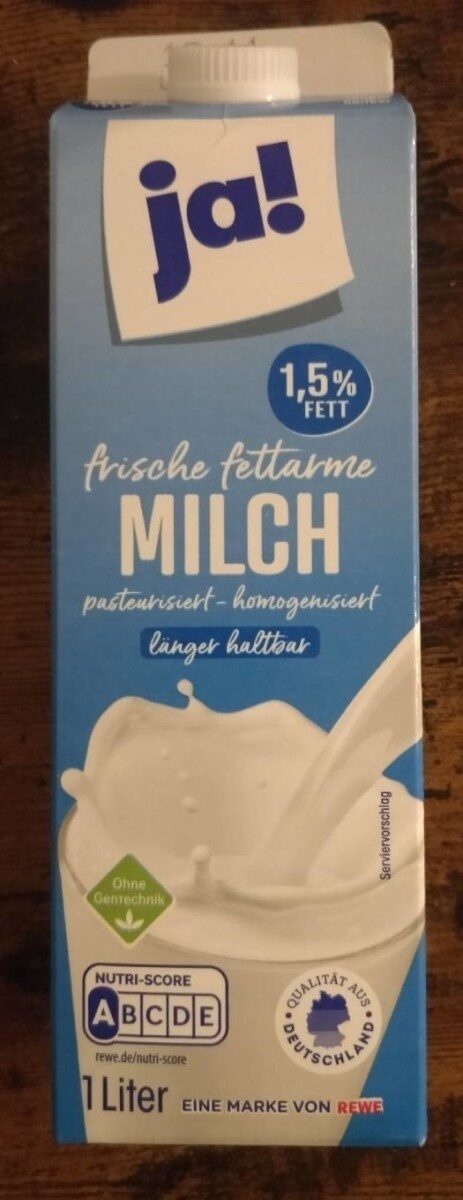 ja!
1,5%
FETT
frische fettarme
MILCH
pasteurisiert - homogenisiert
länger haltbar
Serviervorschlag
Ohne
Gentechnik
NUTRI-SCORE
A B C D E
rewe.de/nutri-score
• QUALITÄT AUS •
DEUTSCHLAND
1 Liter
EINE MARKE VON REWE